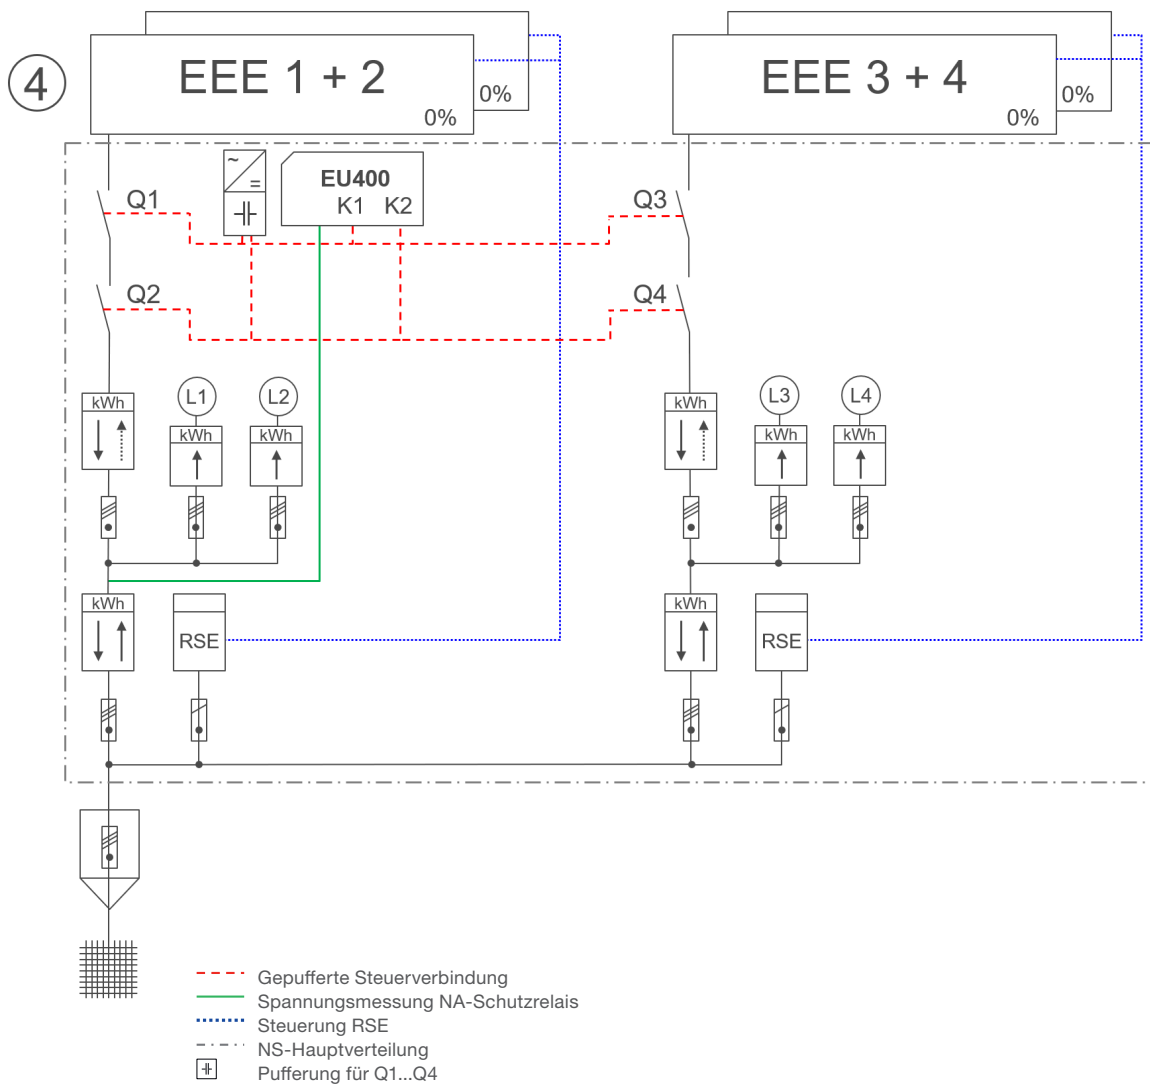 4
EEE 1 + 2
0%
0%
EEE 3 + 4
0%
0%
~
=
EU400
K1 K2
Q1
Q3
Q2
Q4
kWh
L1
kWh
L2
kWh
kWh
L3
kWh
L4
kWh
kWh
RSE
kWh
RSE
Gepufferte Steuerverbindung
Spannungsmessung NA-Schutzrelais
Steuerung RSE
NS-Hauptverteilung
Pufferung für Q1...Q4